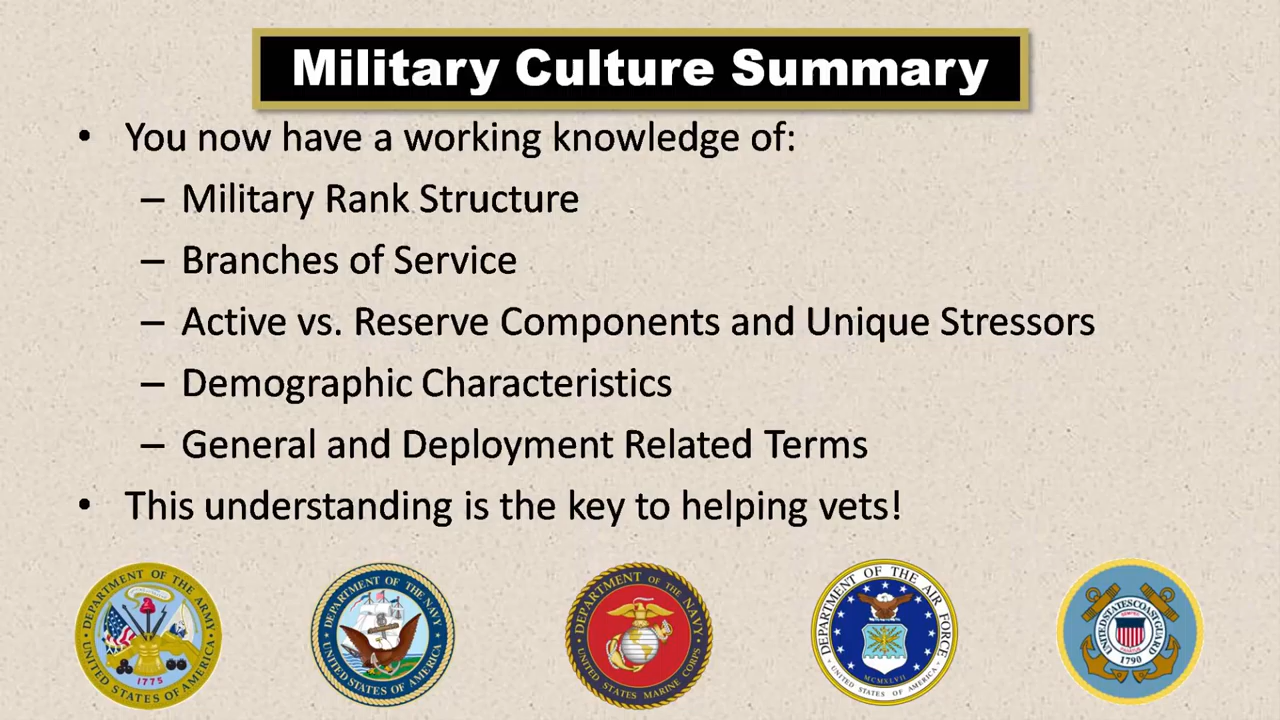 Military Culture Summary
• You now have a working knowledge of:
– Military Rank Structure
– Branches of Service
– Active vs. Reserve Components and Unique Stressors
– Demographic Characteristics
– General and Deployment Related Terms
• This understanding is the key to helping vets!
DEPARTMENT OF THE ARMY
UNITED STATES OF AMERICA
1775
DEPARTMENT OF THE NAVY
UNITED STATES OF AMERICA
DEPARTMENT OF THE NAVY
UNITED STATES MARINE CORPS
DEPARTMENT OF THE AIR FORCE
MCMXLVII
UNITED STATES OF AMERICA
UNITED STATES COAST GUARD
1790